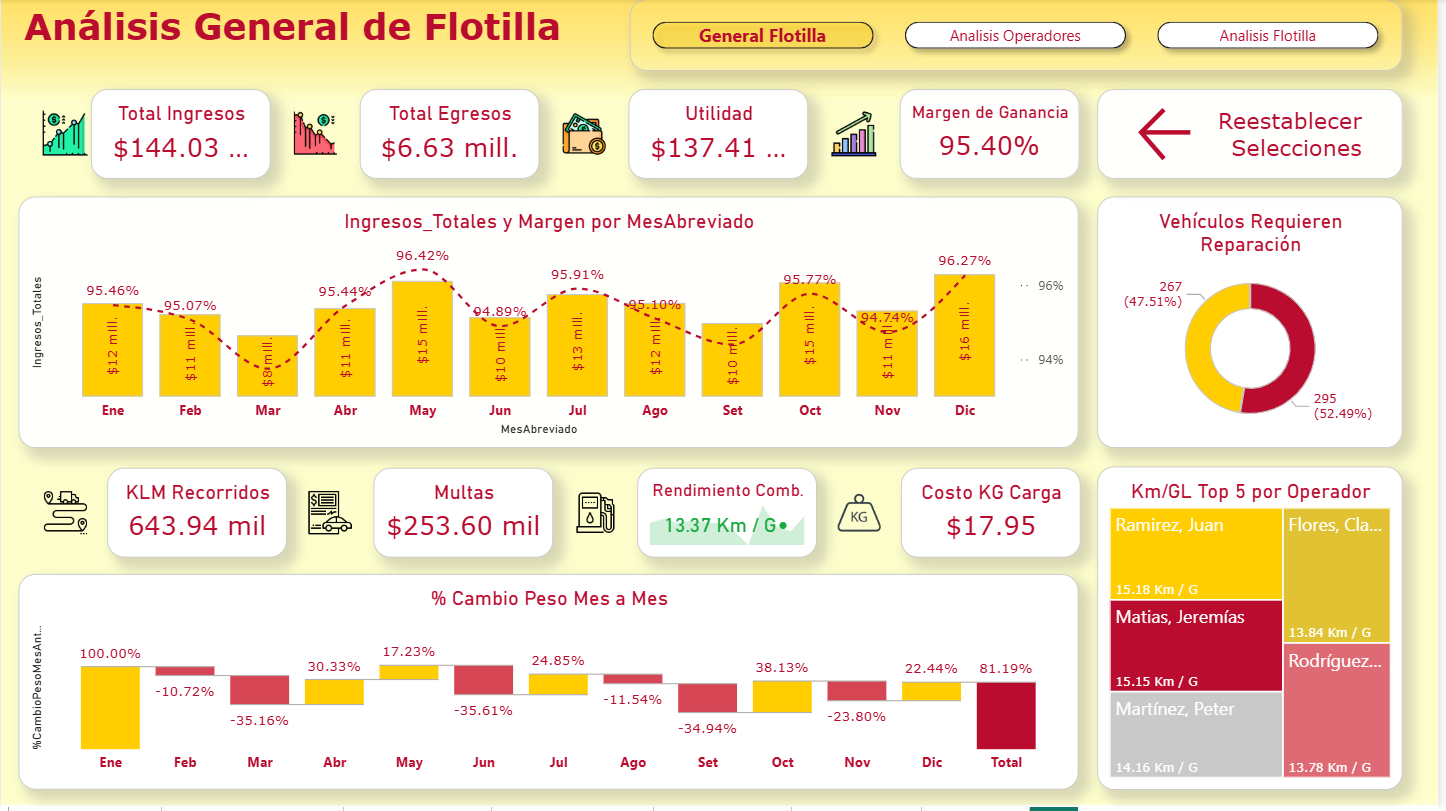 Análisis General de Flotilla
General Flotilla
Analisis Operadores
Analisis Flotilla
Total Ingresos
$144.03 ...
Total Egresos
$6.63 mill.
Utilidad
$137.41 ...
Margen de Ganancia
95.40%
Reestablecer
Selecciones
Ingresos_Totales y Margen por MesAbreviado
Ingresos_Totales
95.46%
95.07%
95.44%
96.42%
94.89%
95.91%
95.10%
95.77%
94.74%
96.27%
96%
94%
$12 mill.
$11 mill.
$8 mill.
$11 mill.
$15 mill.
$10 mill.
$13 mill.
$12 mill.
$10 mill.
$15 mill.
$11 mill.
$16 mill.
Ene
Feb
Mar
Abr
May
Jun
Jul
Ago
Set
Oct
Nov
Dic
MesAbreviado
Vehículos Requieren
Reparación
267
(47.51%)
295
(52.49%)
KLM Recorridos
643.94 mil
Multas
$253.60 mil
Rendimiento Comb.
13.37 Km / G
KG
Costo KG Carga
$17.95
% Cambio Peso Mes a Mes
%CambioPesoMesAnt...
100.00%
-10.72%
-35.16%
30.33%
17.23%
-35.61%
24.85%
-11.54%
-34.94%
38.13%
-23.80%
22.44%
81.19%
Ene
Feb
Mar
Abr
May
Jun
Jul
Ago
Set
Oct
Nov
Dic
Total
Km/GL Top 5 por Operador
Ramirez, Juan
15.18 Km / G
Matias, Jeremías
15.15 Km / G
Martínez, Peter
14.16 Km / G
Flores, Cla...
13.84 Km / G
Rodríguez...
13.78 Km / G